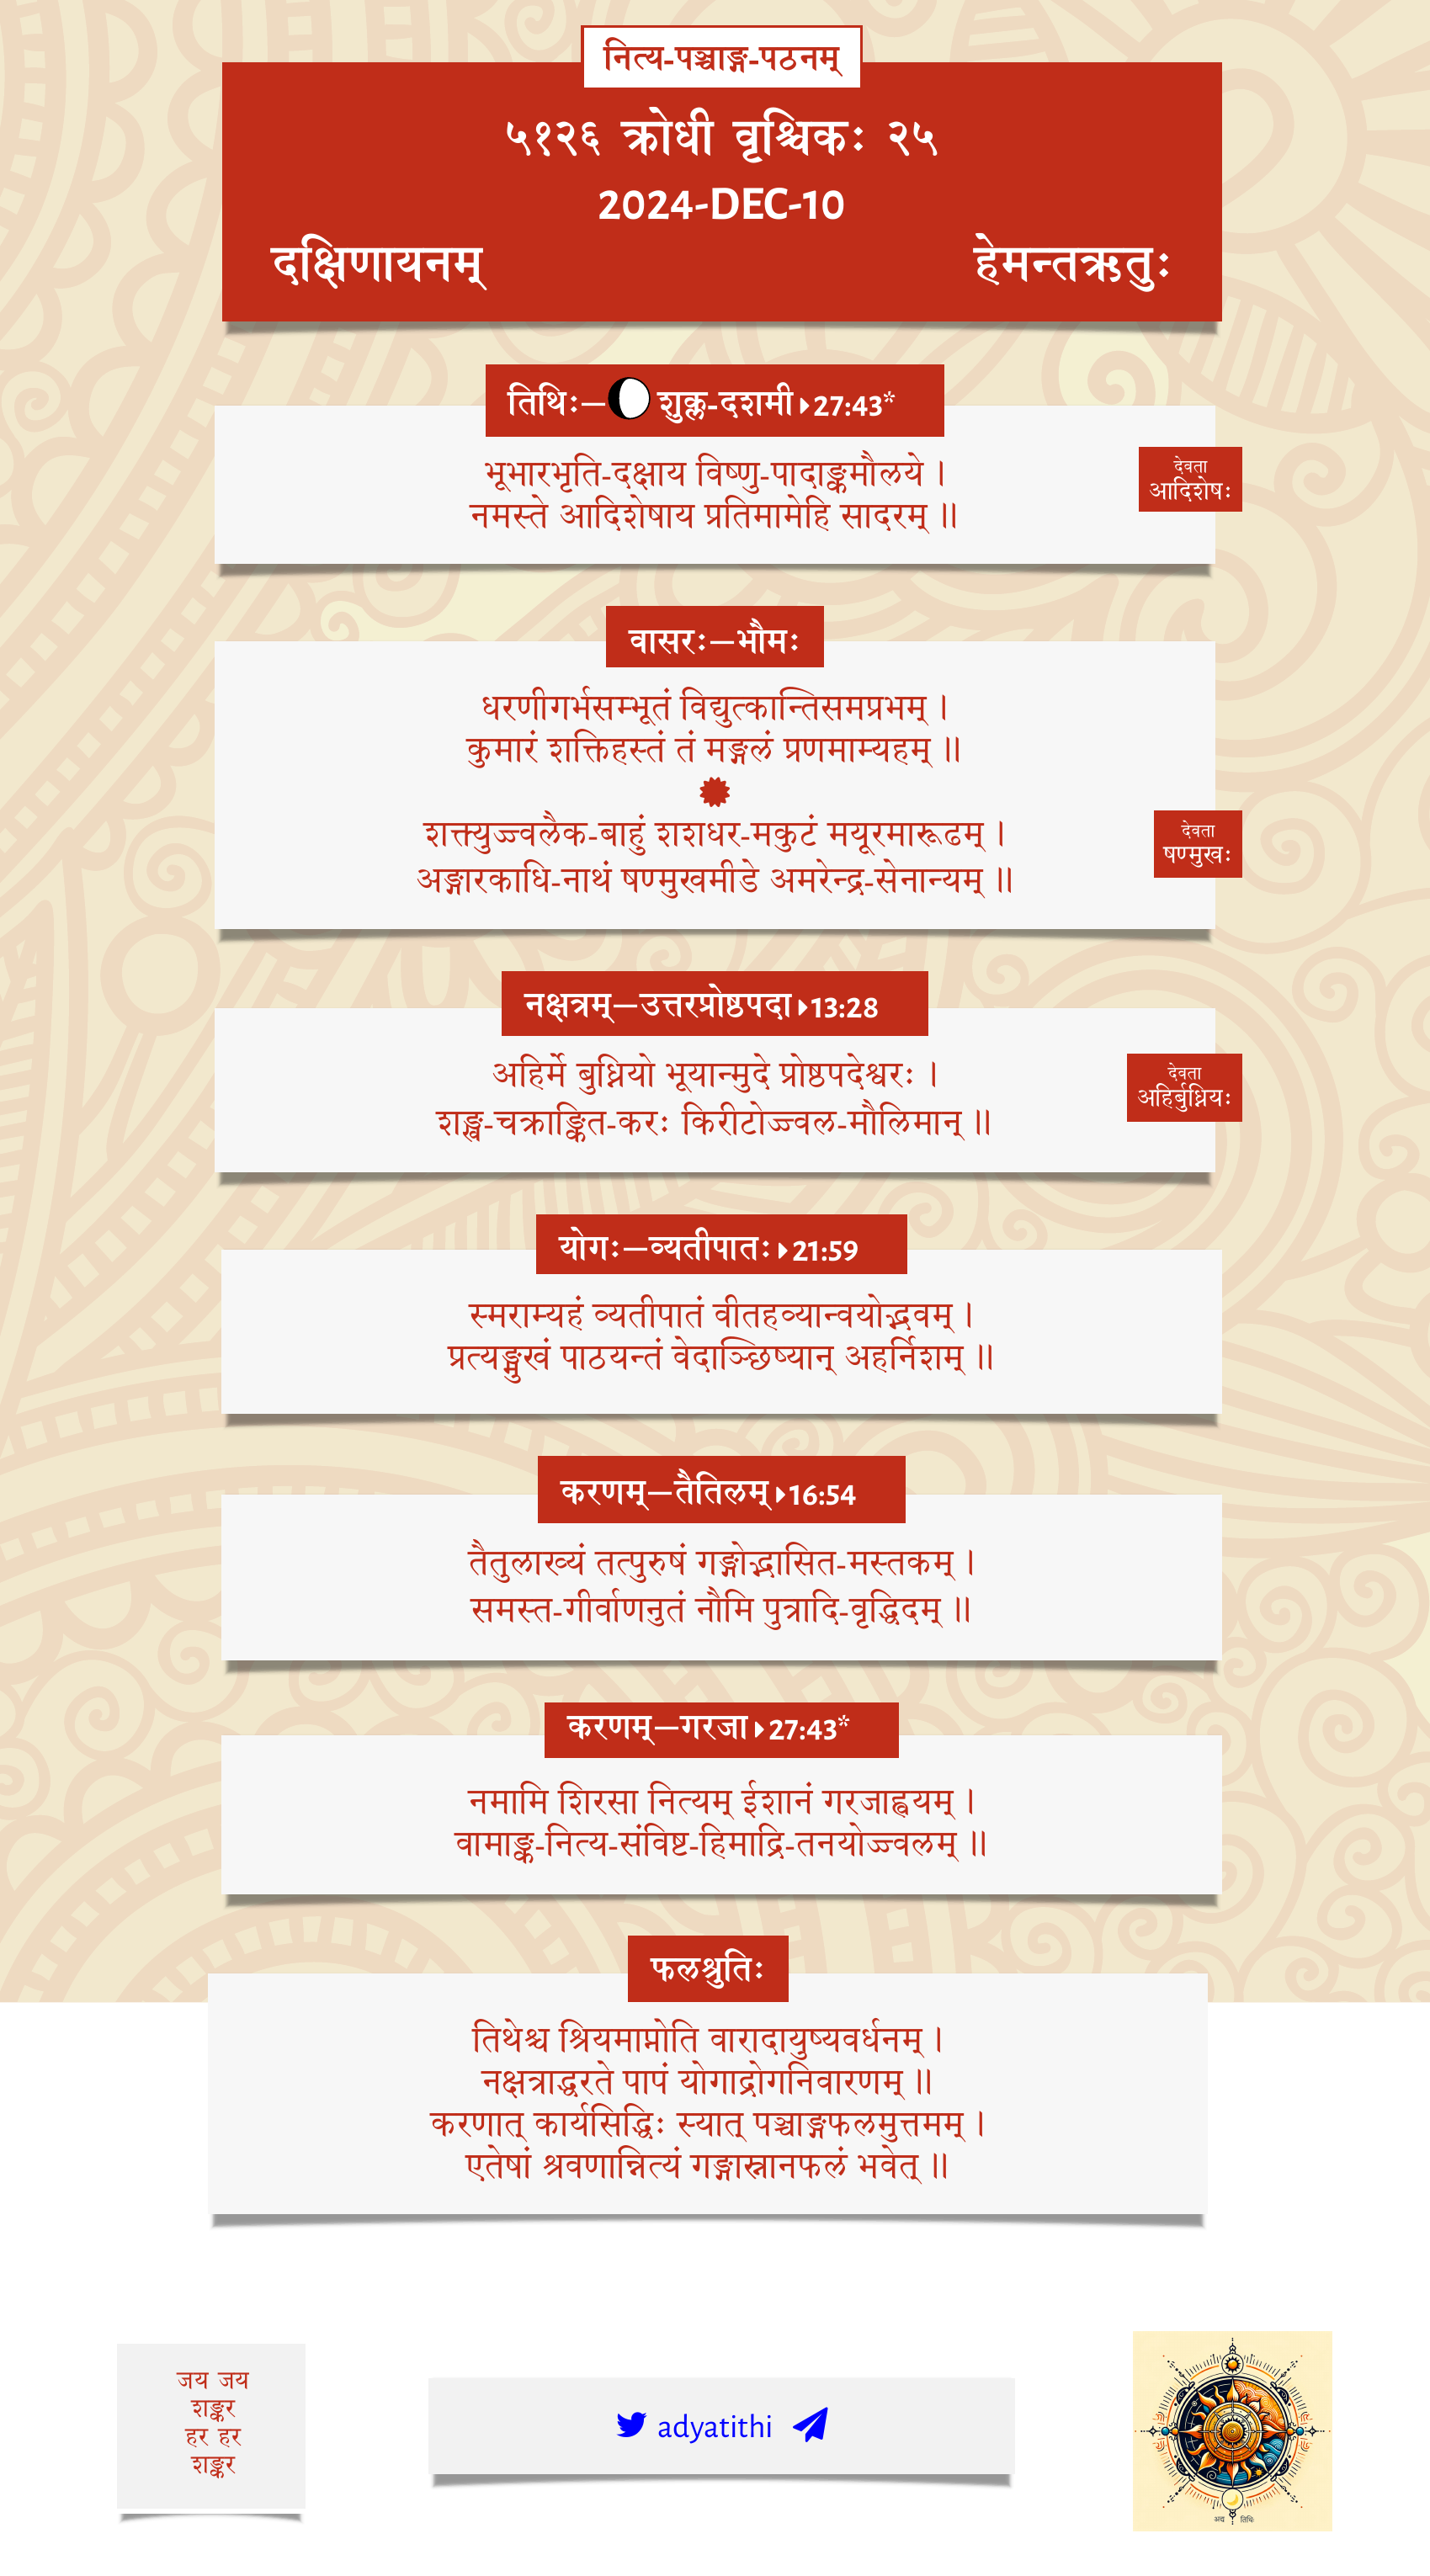 नित्य-पञ्चाङ्ग-पठनम्
५१२६ क्रोधी वृश्चिकः २५
2024-DEC-10
दक्षिणायनम् हेमन्तऋतुः
तिथिः—शुक्ल-दशमी 27:43*
भूभारभृति-दक्षाय विष्णु-पादाङ्कमौलये ।
नमस्ते आदिशेषाय प्रतिमामेहि सादरम् ॥
देवता
आदिशेषः
वासरः—भौमः
धरणीगर्भसम्भूतं विद्युत्कान्तिसमप्रभम् ।
कुमारं शक्तिहस्तं तं मङ्गलं प्रणमाम्यहम् ॥
शक्त्युज्ज्वलैक-बाहुं शशधर-मकुटं मयूरमारूढम् ।
अङ्गारकाधि-नाथं षण्मुखमीडे अमरेन्द्र-सेनान्यम् ॥
देवता
षण्मुखः
नक्षत्रम्—उत्तरप्रोष्ठपदा 13:28
अहिर्मे बुध्नियो भूयान्मुदे प्रोष्ठपदेश्वरः ।
शङ्ख-चक्राङ्कित-करः किरीटोज्ज्वल-मौलिमान् ॥
देवता
अहिर्बुध्नियः
योगः—व्यतीपातः 21:59
स्मराम्यहं व्यतीपातं वीतहव्यान्वयोद्भवम् ।
प्रत्यङ्मुखं पाठयन्तं वेदाञ्छिष्यान् अहर्निशम् ॥
करणम्—तैतिलम् 16:54
तैतुलाख्यं तत्पुरुषं गङ्गोद्भासित-मस्तकम् ।
समस्त-गीर्वाणनुतं नौमि पुत्रादि-वृद्धिदम् ॥
करणम्—गरजा 27:43*
नमामि शिरसा नित्यम् ईशानं गरजाह्वयम् ।
वामाङ्क-नित्य-संविष्ट-हिमाद्रि-तनयोज्ज्वलम् ॥
फलश्रुतिः
तिथेश्च श्रियमाप्नोति वारादायुष्यवर्धनम् ।
नक्षत्राद्धरते पापं योगाद्रोगनिवारणम् ॥
करणात् कार्यसिद्धिः स्यात् पञ्चाङ्गफलमुत्तमम् ।
एतेषां श्रवणान्नित्यं गङ्गास्नानफलं भवेत् ॥
जय जय
शङ्कर
हर हर
शङ्कर
adyatithi
अद्य तिथिः